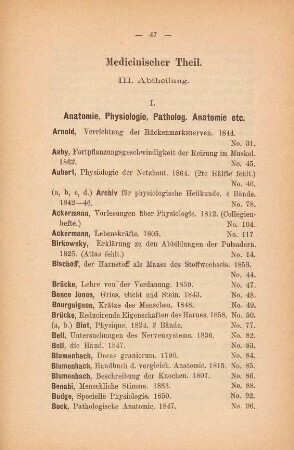 — 47 —
Medicinischer Theil.
III. Abtheilung.
I.
Anatomie, Physiologie, Patholog. Anatomie etc.
Arnold, Verrichtung der Rückenmarksnerven. 1844.
No. 31.
Aeby, Fortpflanzungsgeschwindigkeit der Reizung im Muskel.
1862. No. 45.
Aubert, Physiologie der Netzhaut. 1864. (2te Hälfte fehlt.)
No. 46.
(a, b, c, d.) Archiv für physiologische Heilkunde. 4 Bände.
1842—46. No. 78.
Ackermann, Vorlesungen über Physiologie. 1812. (Collegien-
hefte.) No. 104.
Ackermann, Lebenskräfte. 1805. No. 117
Birkowsky, Erklärung zu den Abbildungen der Pulsadern.
1825. (Atlas fehlt.) No. 14.
Bischoff, der Harnstoff als Maass des Stoffwechsels. 1853.
No. 44.
Brücke, Lehre von der Verdauung. 1859. No. 47.
Bence Jones, Gries, Gicht und Stein. 1843. No. 48.
Bourguignon, Krätze des Menschen. 1848. No. 49.
Brücke, Reducirende Eigenschaften des Harnes. 1858. No. 50.
(a, b.) Biot, Physique. 1824. 2 Bände. No. 77.
Bell, Untersuchungen des Nervensystems. 1836. No. 82.
Bell, die Hand. 1847. No. 83.
Blumenbach, Decas craniorum. 1790. No. 84.
Blumenbach, Handbuch d. vergleich. Anatomie. 1815. No. 85.
Blumenbach, Beschreibung der Knochen. 1807. No. 86.
Benati, Menschliche Stimme. 1833. No. 88.
Budge, Specielle Physiologie. 1850. No. 92.
Bock, Pathologische Anatomie. 1847. No. 96.